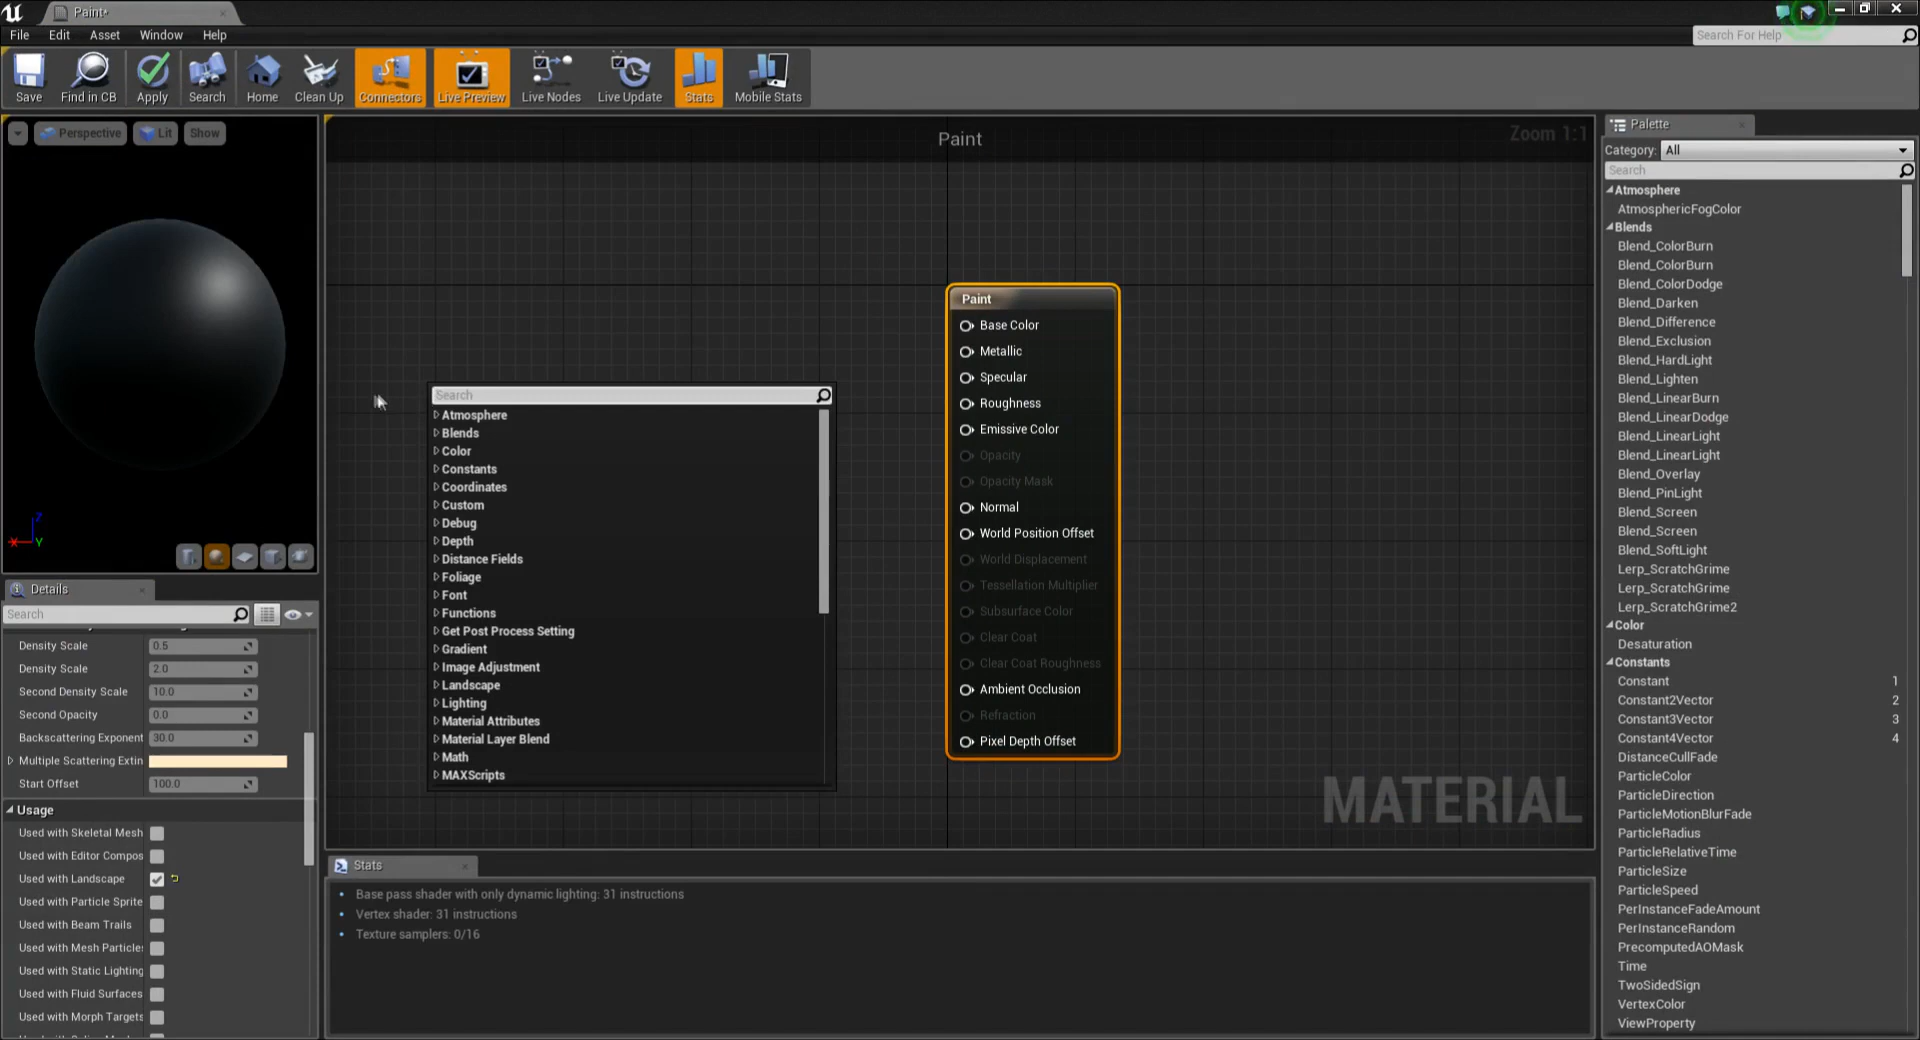 Paint*
File Edit Asset Window Help
Search For Help
Save
Find in CB
Apply
Search
Home
Clean Up
Connectors
Live Preview
Live Nodes
Live Update
Stats
Mobile Stats
Perspective
Lit
Show
Z
X
Y
Details
Search
Density Scale 0.5
Density Scale 2.0
Second Density Scale 10.0
Second Opacity 0.0
Backscattering Exponent 30.0
Multiple Scattering Extin
Start Offset 100.0
Usage
Used with Skeletal Mesh
Used with Editor Compos
Used with Landscape
Used with Particle Sprite
Used with Beam Trails
Used with Mesh Particles
Used with Static Lighting
Used with Fluid Surfaces
Used with Morph Targets
Paint
Zoom 1:1
Search
Atmosphere
Blends
Color
Constants
Coordinates
Custom
Debug
Depth
Distance Fields
Foliage
Font
Functions
Get Post Process Setting
Gradient
Image Adjustment
Landscape
Lighting
Material Attributes
Material Layer Blend
Math
MAXScripts
Paint
Base Color
Metallic
Specular
Roughness
Emissive Color
Opacity
Opacity Mask
Normal
World Position Offset
World Displacement
Tessellation Multiplier
Subsurface Color
Clear Coat
Clear Coat Roughness
Ambient Occlusion
Refraction
Pixel Depth Offset
MATERIAL
Stats
Base pass shader with only dynamic lighting: 31 instructions
Vertex shader: 31 instructions
Texture samplers: 0/16
Palette
Category: All
Search
Atmosphere
AtmosphericFogColor
Blends
Blend_ColorBurn
Blend_ColorBurn
Blend_ColorDodge
Blend_Darken
Blend_Difference
Blend_Exclusion
Blend_HardLight
Blend_Lighten
Blend_LinearBurn
Blend_LinearDodge
Blend_LinearLight
Blend_LinearLight
Blend_Overlay
Blend_PinLight
Blend_Screen
Blend_Screen
Blend_SoftLight
Lerp_ScratchGrime
Lerp_ScratchGrime
Lerp_ScratchGrime2
Color
Desaturation
Constants
Constant 1
Constant2Vector 2
Constant3Vector 3
Constant4Vector 4
DistanceCullFade
ParticleColor
ParticleDirection
ParticleMotionBlurFade
ParticleRadius
ParticleRelativeTime
ParticleSize
ParticleSpeed
PerInstanceFadeAmount
PerInstanceRandom
PrecomputedAOMask
Time
TwoSidedSign
VertexColor
ViewProperty